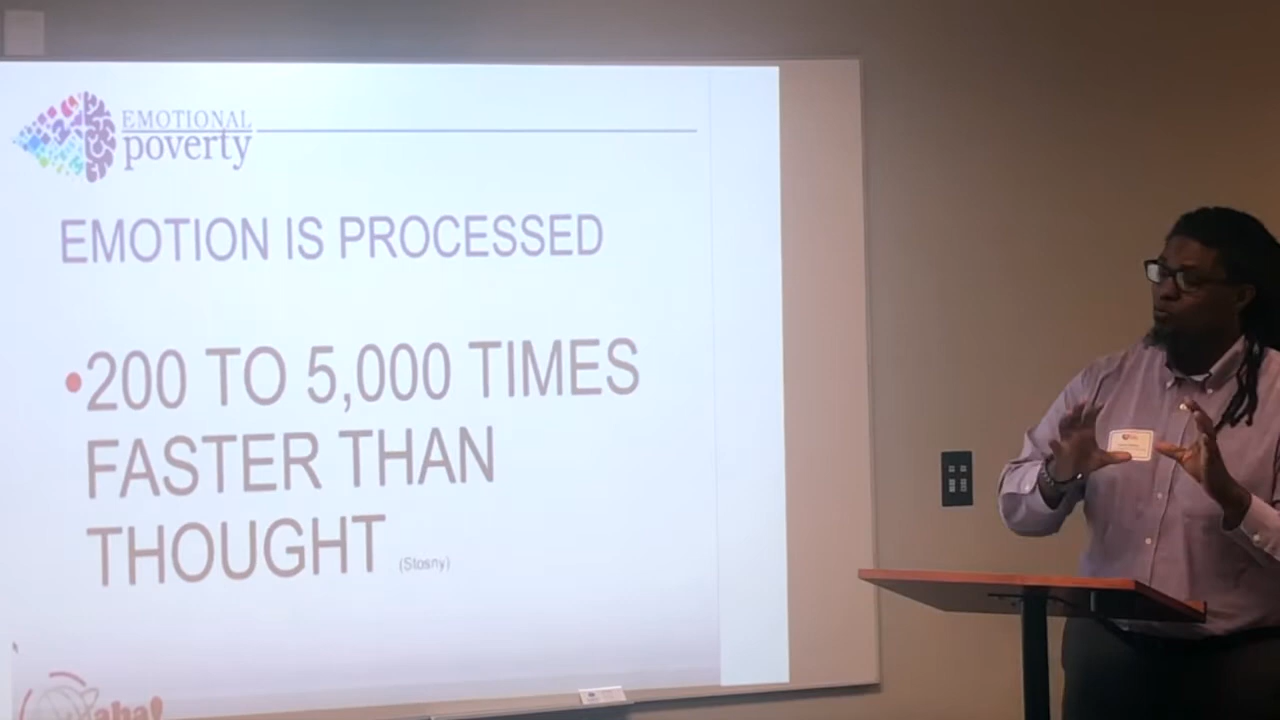 EMOTIONAL
poverty
EMOTION IS PROCESSED
•200 TO 5,000 TIMES
FASTER THAN
THOUGHT (Stosny)
aha!